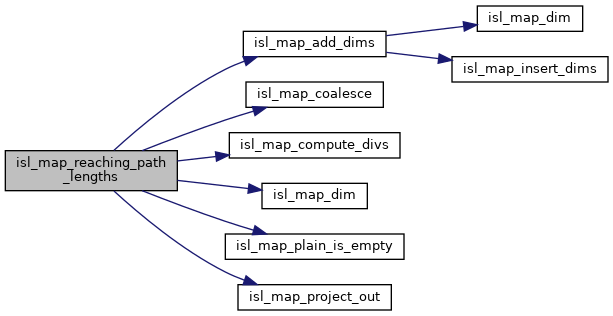 isl_map_reaching_path
_lengths
isl_map_add_dims
isl_map_dim
isl_map_insert_dims
isl_map_coalesce
isl_map_compute_divs
isl_map_dim
isl_map_plain_is_empty
isl_map_project_out